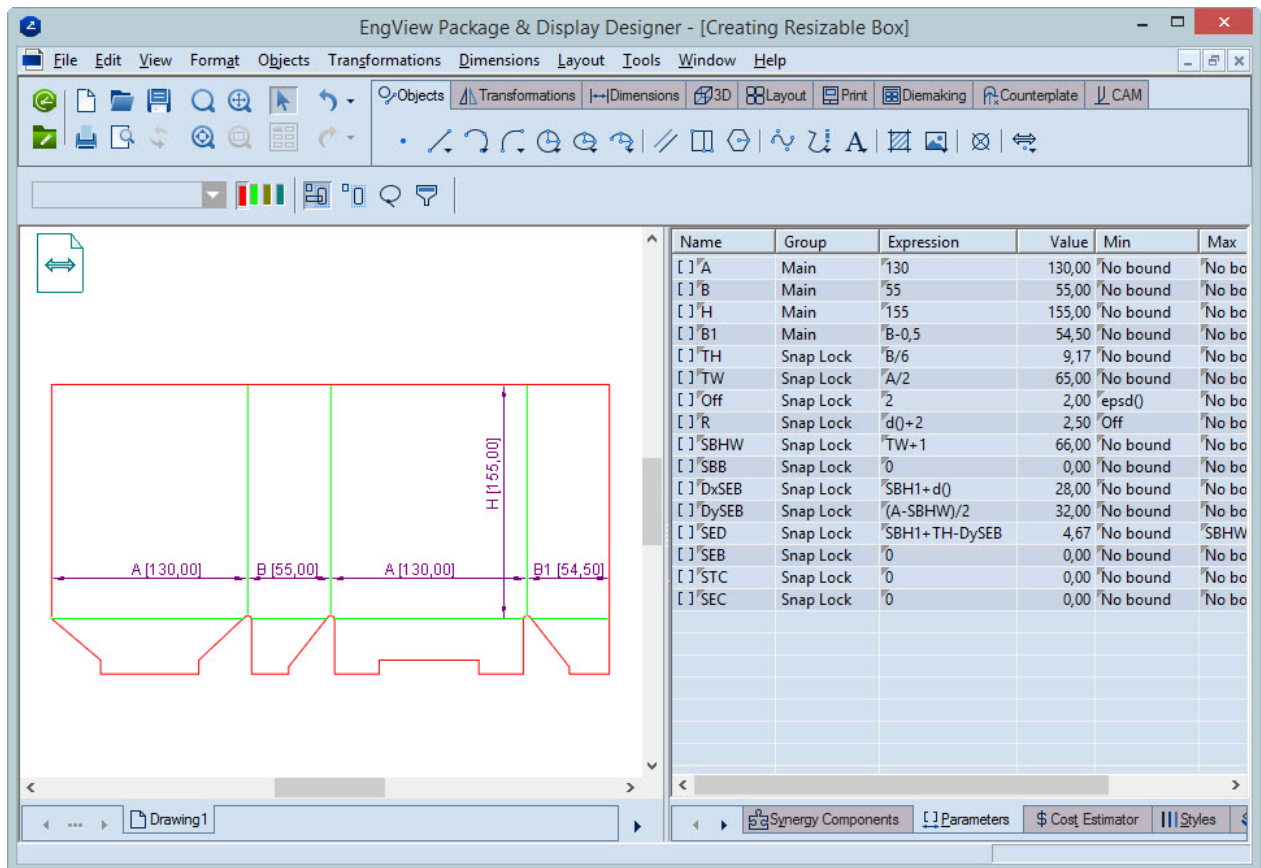 EngView Package & Display Designer - [Creating Resizable Box]
File Edit View Format Objects Transformations Dimensions Layout Tools Window Help
Objects Transformations Dimensions 3D Layout Print Diemaking Counterplate CAM
Name Group Expression Value Min Max
[ ] A Main 130 130,00 No bound No bo
[ ] B Main 55 55,00 No bound No bo
[ ] H Main 155 155,00 No bound No bo
[ ] B1 Main B-0,5 54,50 No bound No bo
[ ] TH Snap Lock B/6 9,17 No bound No bo
[ ] TW Snap Lock A/2 65,00 No bound No bo
[ ] Off Snap Lock 2 2,00 epsd() No bo
[ ] R Snap Lock d()+2 2,50 Off No bo
[ ] SBHW Snap Lock TW+1 66,00 No bound No bo
[ ] SBB Snap Lock 0 0,00 No bound No bo
[ ] DxSEB Snap Lock SBH1+d() 28,00 No bound No bo
[ ] DySEB Snap Lock (A-SBHW)/2 32,00 No bound No bo
[ ] SED Snap Lock SBH1+TH-DySEB 4,67 No bound SBHW
[ ] SEB Snap Lock 0 0,00 No bound No bo
[ ] STC Snap Lock 0 0,00 No bound No bo
[ ] SEC Snap Lock 0 0,00 No bound No bo
H [155,00]
A [130,00] B [55,00] A [130,00] B1 [54,50]
Drawing1
Synergy Components [ ] Parameters $ Cost Estimator Styles